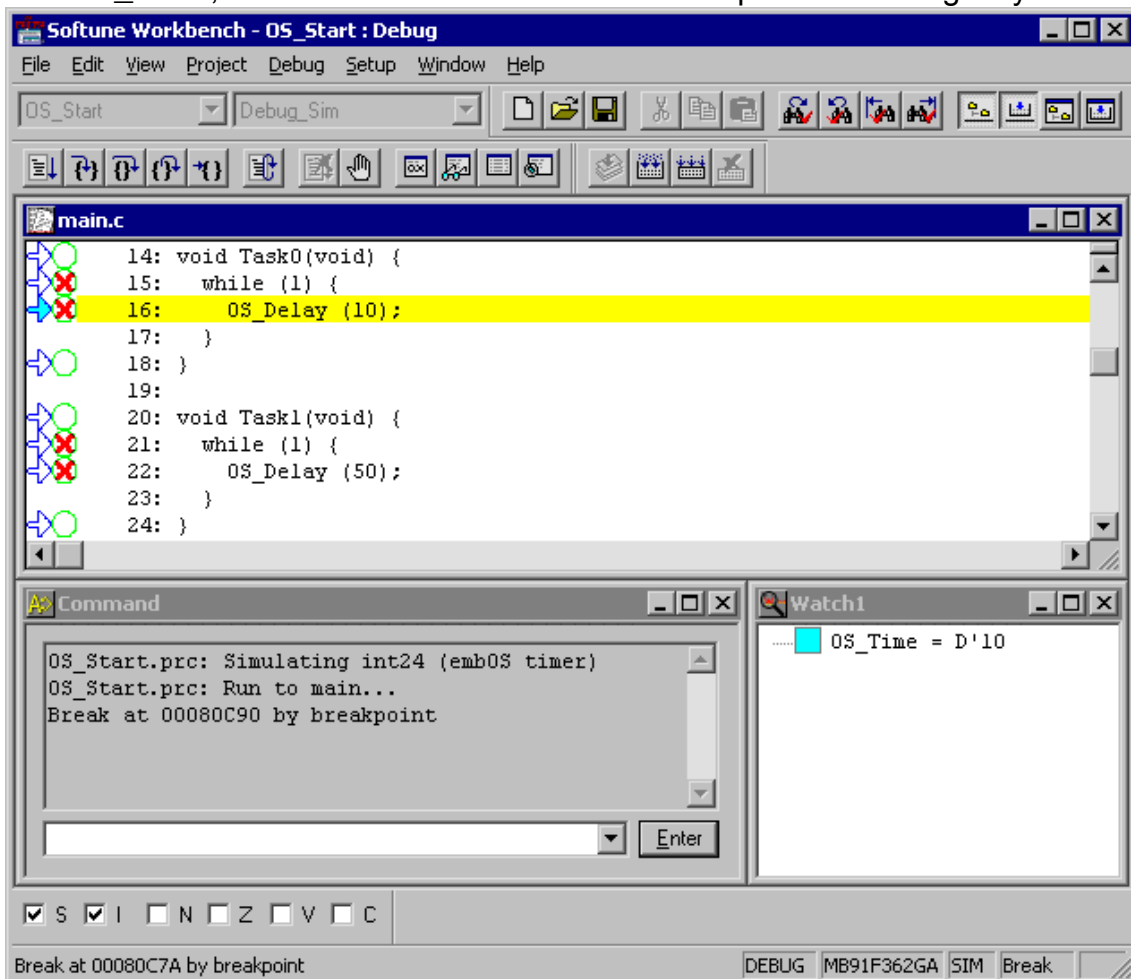 Softune Workbench - OS_Start : Debug
File Edit View Project Debug Setup Window Help
OS_Start Debug_Sim
main.c
14: void Task0(void) {
15: while (1) {
16: OS_Delay (10);
17: }
18: }
19:
20: void Task1(void) {
21: while (1) {
22: OS_Delay (50);
23: }
24: }
Command
OS_Start.prc: Simulating int24 (embOS timer)
OS_Start.prc: Run to main...
Break at 00080C90 by breakpoint
Enter
Watch1
OS_Time = D'10
S I N Z V C
Break at 00080C7A by breakpoint DEBUG MB91F362GA SIM Break